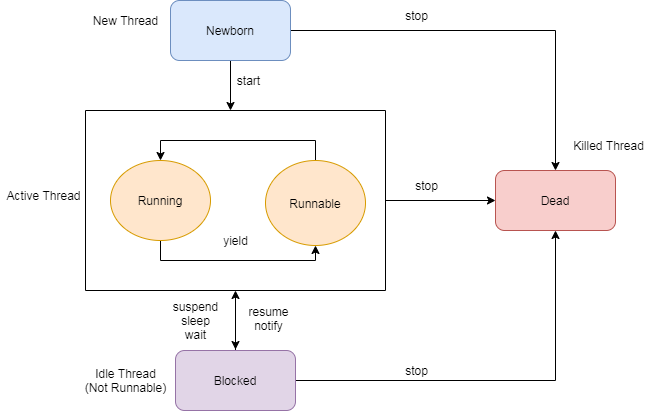 New Thread
Newborn
stop
start
Killed Thread
Active Thread
Running
Runnable
stop
Dead
yield
suspend
sleep
wait
resume
notify
Idle Thread
(Not Runnable)
Blocked
stop